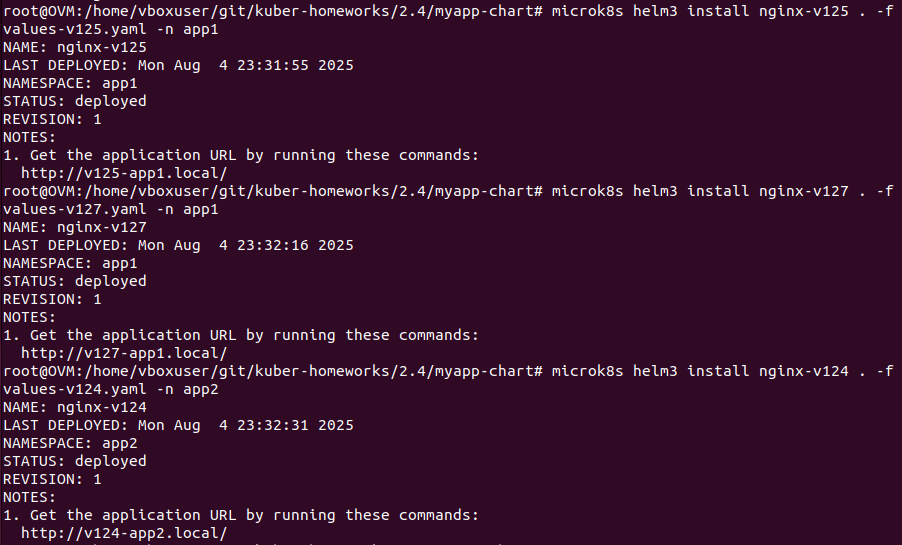 root@OVM:/home/vboxuser/git/kuber-homeworks/2.4/myapp-chart# microk8s helm3 install nginx-v125 . -f
values-v125.yaml -n app1
NAME: nginx-v125
LAST DEPLOYED: Mon Aug  4 23:31:55 2025
NAMESPACE: app1
STATUS: deployed
REVISION: 1
NOTES:
1. Get the application URL by running these commands:
  http://v125-app1.local/
root@OVM:/home/vboxuser/git/kuber-homeworks/2.4/myapp-chart# microk8s helm3 install nginx-v127 . -f
values-v127.yaml -n app1
NAME: nginx-v127
LAST DEPLOYED: Mon Aug  4 23:32:16 2025
NAMESPACE: app1
STATUS: deployed
REVISION: 1
NOTES:
1. Get the application URL by running these commands:
  http://v127-app1.local/
root@OVM:/home/vboxuser/git/kuber-homeworks/2.4/myapp-chart# microk8s helm3 install nginx-v124 . -f
values-v124.yaml -n app2
NAME: nginx-v124
LAST DEPLOYED: Mon Aug  4 23:32:31 2025
NAMESPACE: app2
STATUS: deployed
REVISION: 1
NOTES:
1. Get the application URL by running these commands:
  http://v124-app2.local/